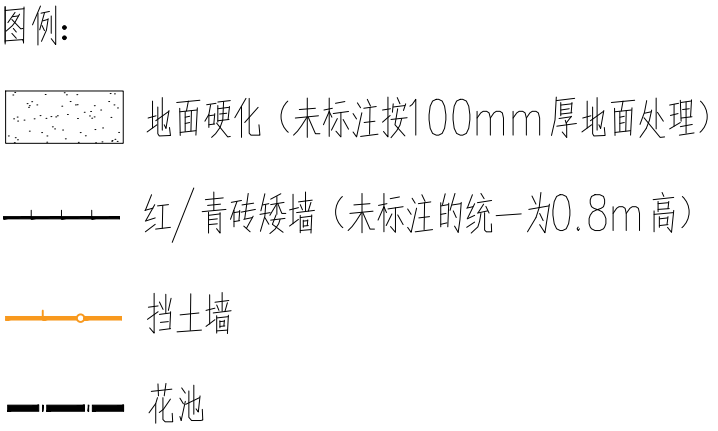 图例:
地面硬化（未标注按100mm厚地面处理）
红/青砖矮墙（未标注的统一为0.8m高）
挡土墙
花池